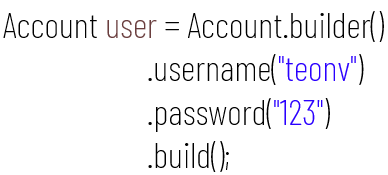 Account user = Account.builder()
.username("teonv")
.password("123")
.build();